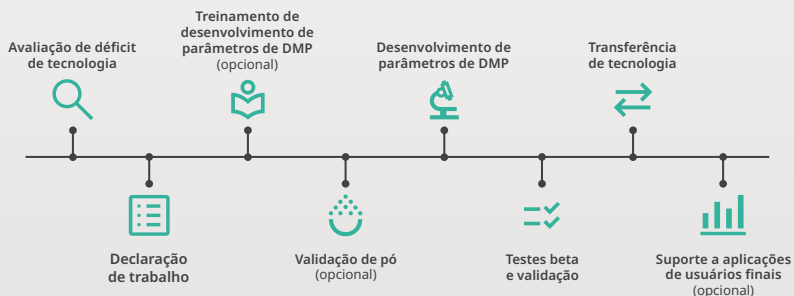 Avaliação de déficit
de tecnologia
Declaração
de trabalho
Treinamento de
desenvolvimento de
parâmetros de DMP
(opcional)
Validação de pó
(opcional)
Desenvolvimento de
parâmetros de DMP
Testes beta
e validação
Transferência
de tecnologia
Suporte a aplicações
de usuários finais
(opcional)